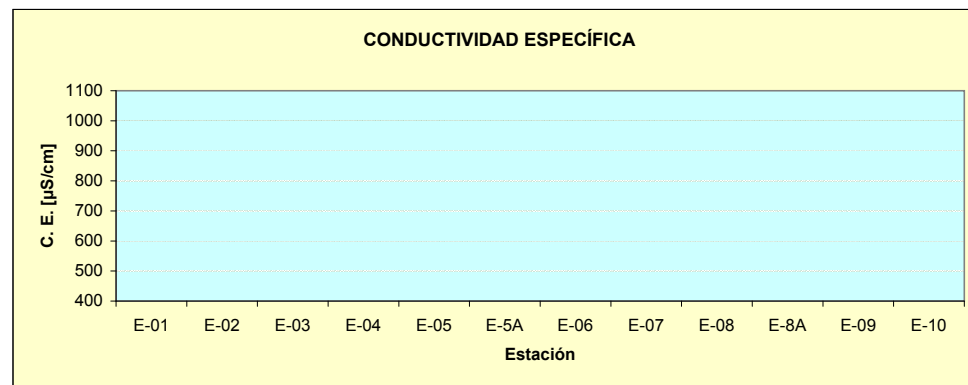 CONDUCTIVIDAD ESPECÍFICA
C. E. [µS/cm]
1100
1000
900
800
700
600
500
400
E-01 E-02 E-03 E-04 E-05 E-5A E-06 E-07 E-08 E-8A E-09 E-10
Estación